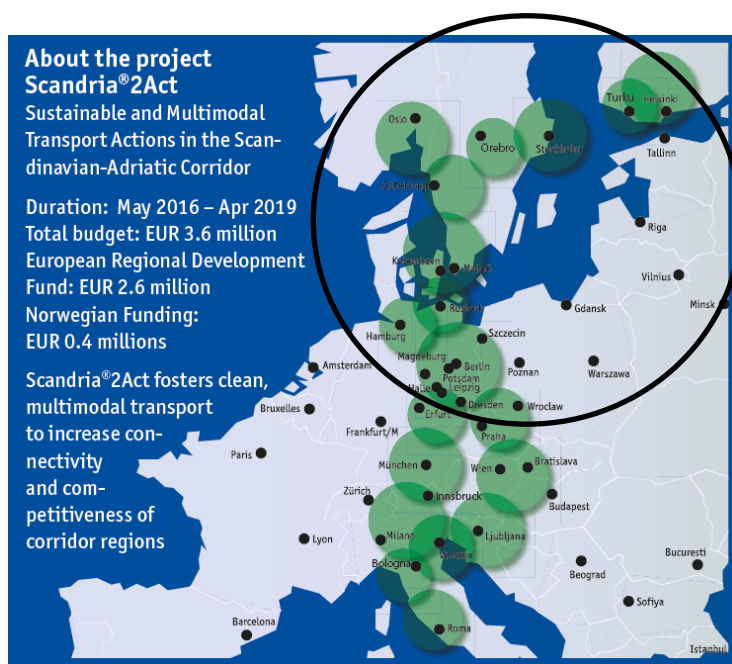 About the project
Scandria®2Act
Sustainable and Multimodal
Transport Actions in the Scan-
dinavian-Adriatic Corridor
Duration: May 2016 – Apr 2019
Total budget: EUR 3.6 million
European Regional Development
Fund: EUR 2.6 million
Norwegian Funding:
EUR 0.4 millions
Scandria®2Act fosters clean,
multimodal transport
to increase con-
nectivity
and com-
petitiveness of
corridor regions
Oslo
Örebro
Stockholm
Turku
Helsinki
Tallinn
Riga
København
Malmö
Vilnius
Minsk
Rostock
Gdansk
Hamburg
Szczecin
Magdeburg
Berlin
Potsdam
Poznan
Warszawa
Amsterdam
Halle
Leipzig
Dresden
Wroclaw
Bruxelles
Erfurt
Frankfurt/M
Praha
Paris
München
Wien
Bratislava
Zürich
Innsbruck
Budapest
Lyon
Milano
Ljubljana
Venezia
Bologna
Beograd
Bucuresti
Sofiya
Barcelona
Roma
Istanbul